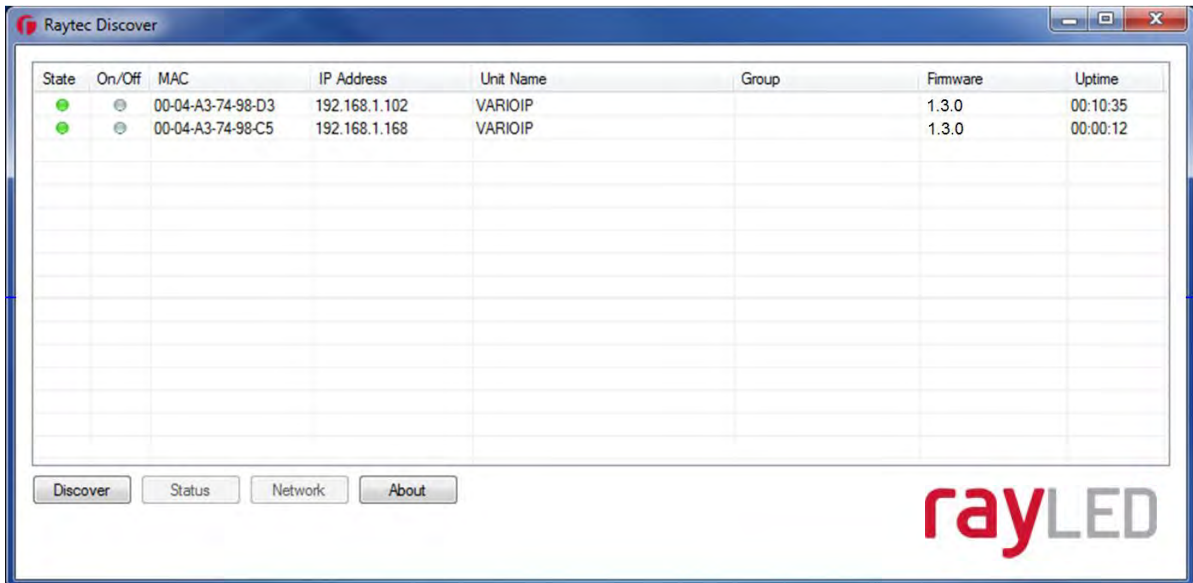 Raytec Discover
State On/Off MAC IP Address Unit Name Group Firmware Uptime
00-04-A3-74-98-D3 192.168.1.102 VARIOIP 1.3.0 00:10:35
00-04-A3-74-98-C5 192.168.1.168 VARIOIP 1.3.0 00:00:12
Discover Status Network About
rayLED